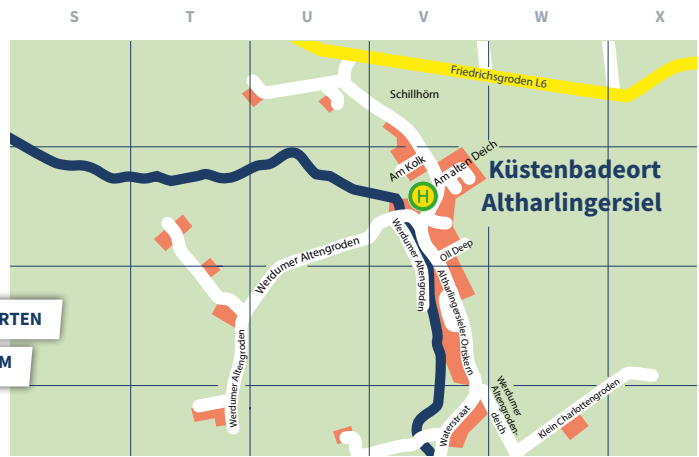 S T U V W X
Friedrichsgroden L6
Schillhörn
Am Kolk
Am alten Deich
Küstenbadeort
Altharlingersiel
H
Werdumer Altengroden
Werdumer Altengroden
Oll Deep
Altharlingersieler Ortskern
RTEN
M
Werdumer Altengroden
Werdumer
Altengroden-
deich
Klein Charlottengroden
Waterstraat